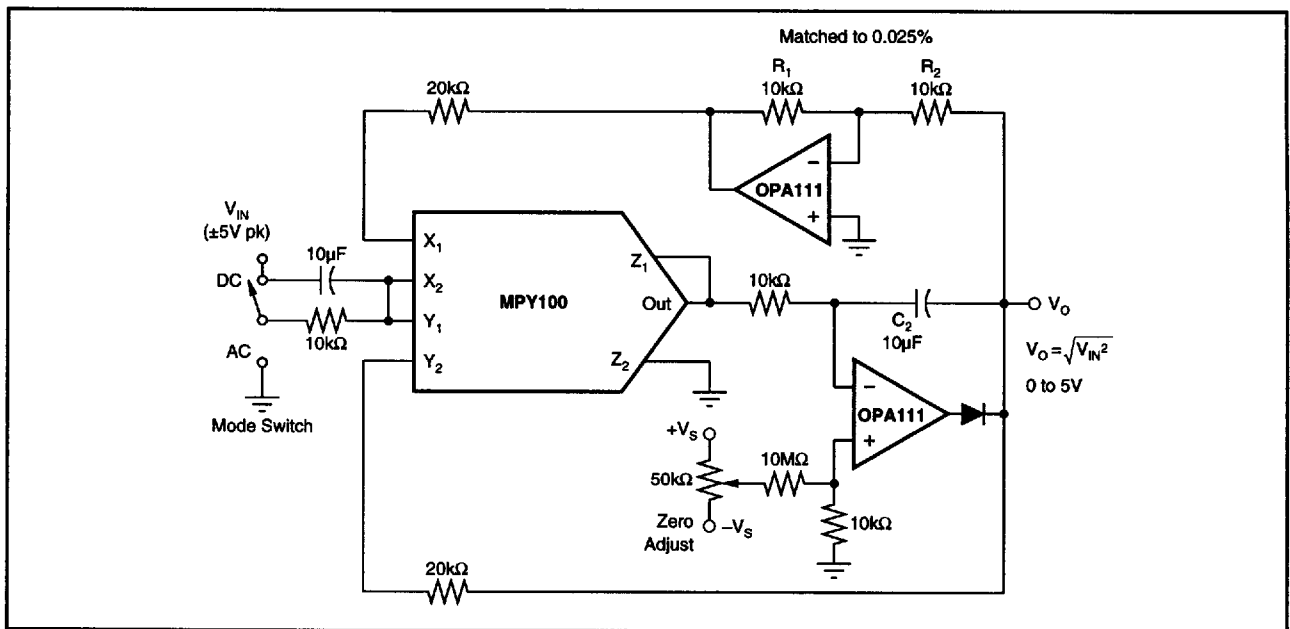 Matched to 0.025%
R1
10kΩ
R2
10kΩ
20kΩ
OPA111
−
+
VIN
(±5V pk)
DC
10µF
10kΩ
AC
Mode Switch
X1
X2
Y1
Y2
MPY100
Z1
Out
Z2
10kΩ
C2
10µF
VO
VO = √VIN²
0 to 5V
−
OPA111
+
+VS
50kΩ
10MΩ
Zero
Adjust
−VS
10kΩ
20kΩ